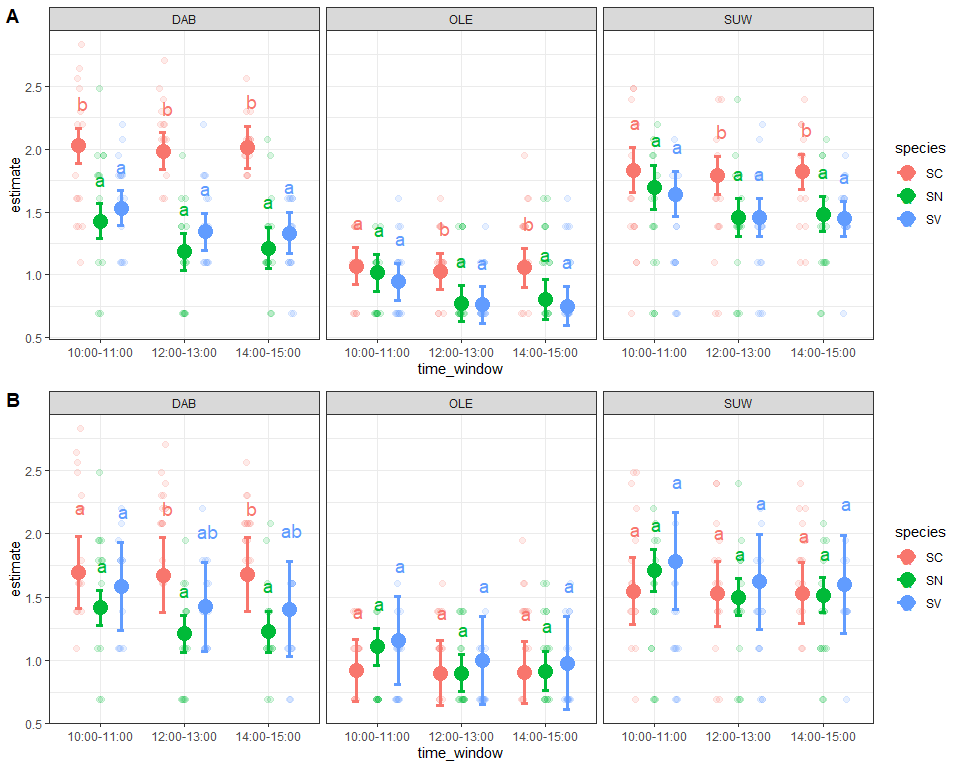 A
DAB OLE SUW
b b b a b b
a a a a a a a a a a a a
a a a a a a a a a
estimate
2.5
2.0
1.5
1.0
0.5
10:00-11:00 12:00-13:00 14:00-15:00 10:00-11:00 12:00-13:00 14:00-15:00 10:00-11:00 12:00-13:00 14:00-15:00
time_window
species
SC
SN
SV
B
DAB OLE SUW
a a a b a ab b a ab
a a a a a a a a a
a a a a a a a a a
estimate
2.5
2.0
1.5
1.0
0.5
10:00-11:00 12:00-13:00 14:00-15:00 10:00-11:00 12:00-13:00 14:00-15:00 10:00-11:00 12:00-13:00 14:00-15:00
time_window
species
SC
SN
SV